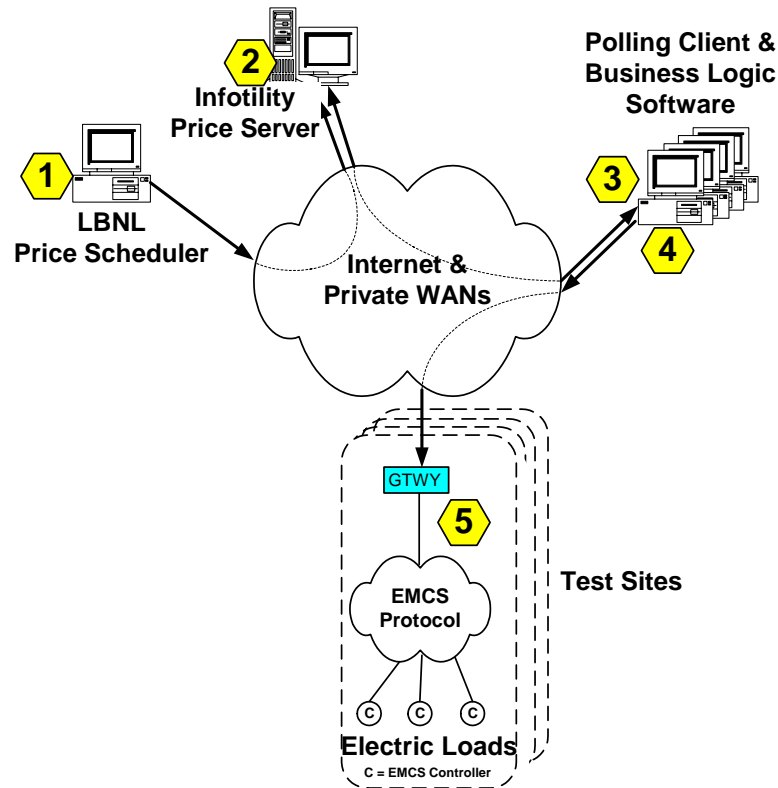 2
Infotility
Price Server
Polling Client &
Business Logic
Software
1
LBNL
Price Scheduler
3
4
Internet &
Private WANs
GTWY
5
EMCS
Protocol
Test Sites
C C C
Electric Loads
C = EMCS Controller